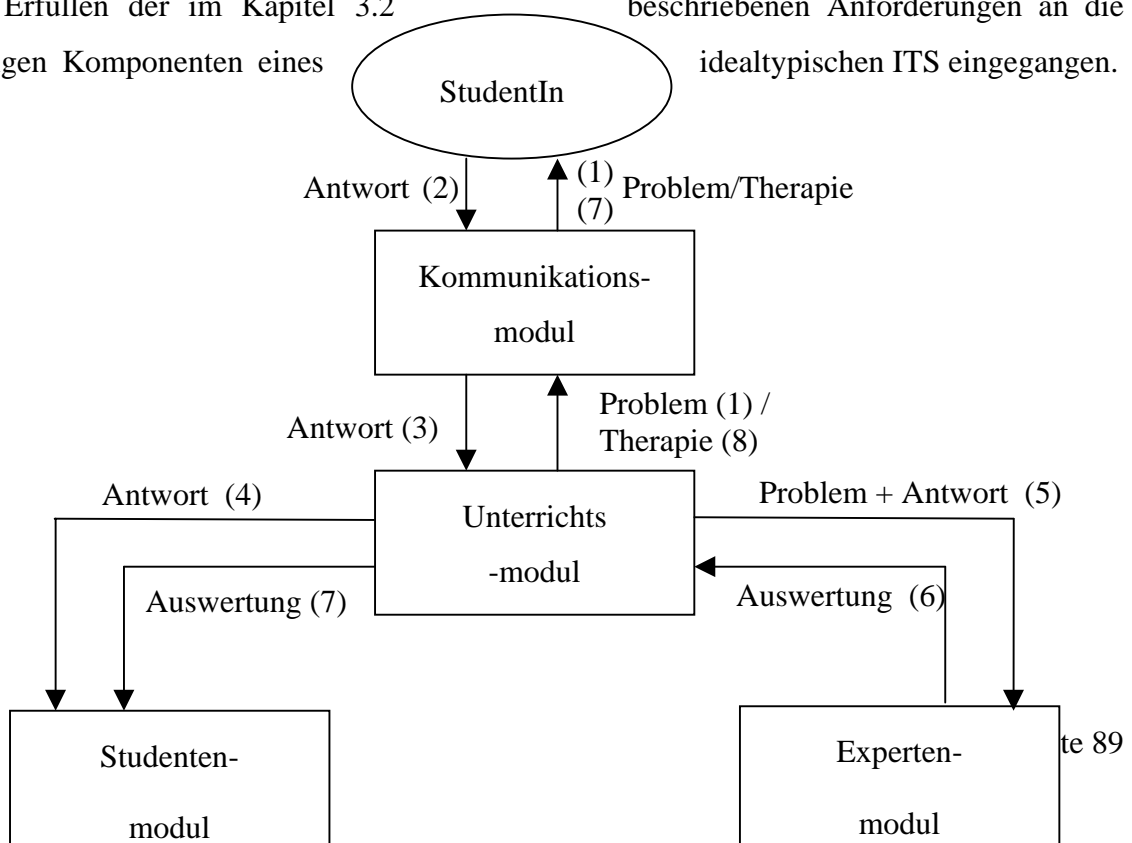 Erfüllen der im Kapitel 3.2 beschriebenen Anforderungen an die
gen Komponenten eines idealtypischen ITS eingegangen.
StudentIn
Antwort (2)
(1)
(7)
Problem/Therapie
Kommunikations-
modul
Antwort (3)
Problem (1) /
Therapie (8)
Antwort (4)
Problem + Antwort (5)
Unterrichts
-modul
Auswertung (7)
Auswertung (6)
Studenten-
modul
Experten-
modul
te 89